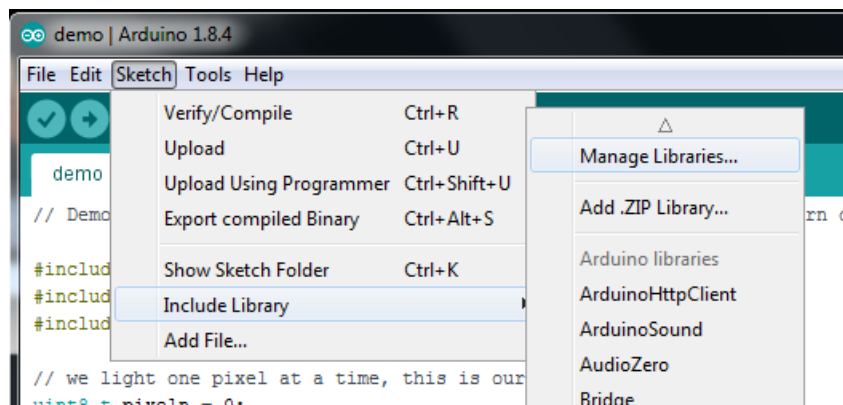 demo | Arduino 1.8.4
File Edit Sketch Tools Help
Verify/Compile Ctrl+R
Upload Ctrl+U
Upload Using Programmer Ctrl+Shift+U
Export compiled Binary Ctrl+Alt+S
Show Sketch Folder Ctrl+K
Include Library
Add File...
Manage Libraries...
Add .ZIP Library...
Arduino libraries
ArduinoHttpClient
ArduinoSound
AudioZero
Bridge
demo
// Demo
#includ
#includ
#includ
// we light one pixel at a time, this is our
uint8_t pixeln = 0;